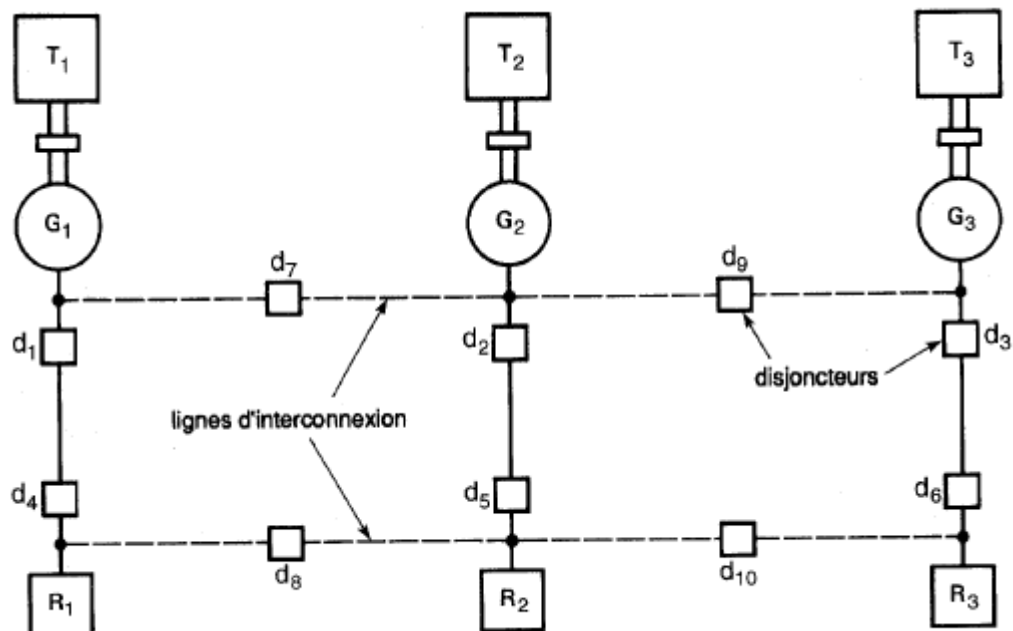 T₁ T₂ T₃
G₁ G₂ G₃
d₇ d₉
d₁ d₂ d₃
disjoncteurs
lignes d'interconnexion
d₄ d₅ d₆
d₈ d₁₀
R₁ R₂ R₃